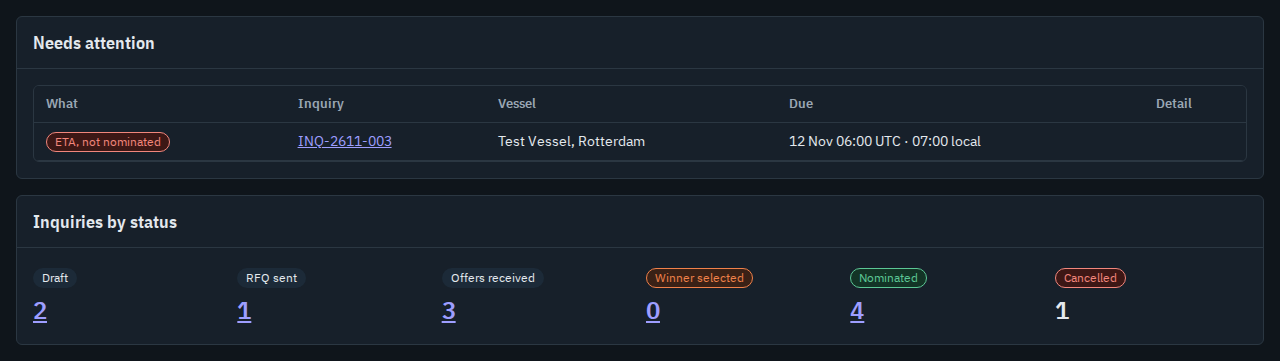 Needs attention
What Inquiry Vessel Due Detail
ETA, not nominated INQ-2611-003 Test Vessel, Rotterdam 12 Nov 06:00 UTC · 07:00 local
Inquiries by status
Draft RFQ sent Offers received Winner selected Nominated Cancelled
2 1 3 0 4 1